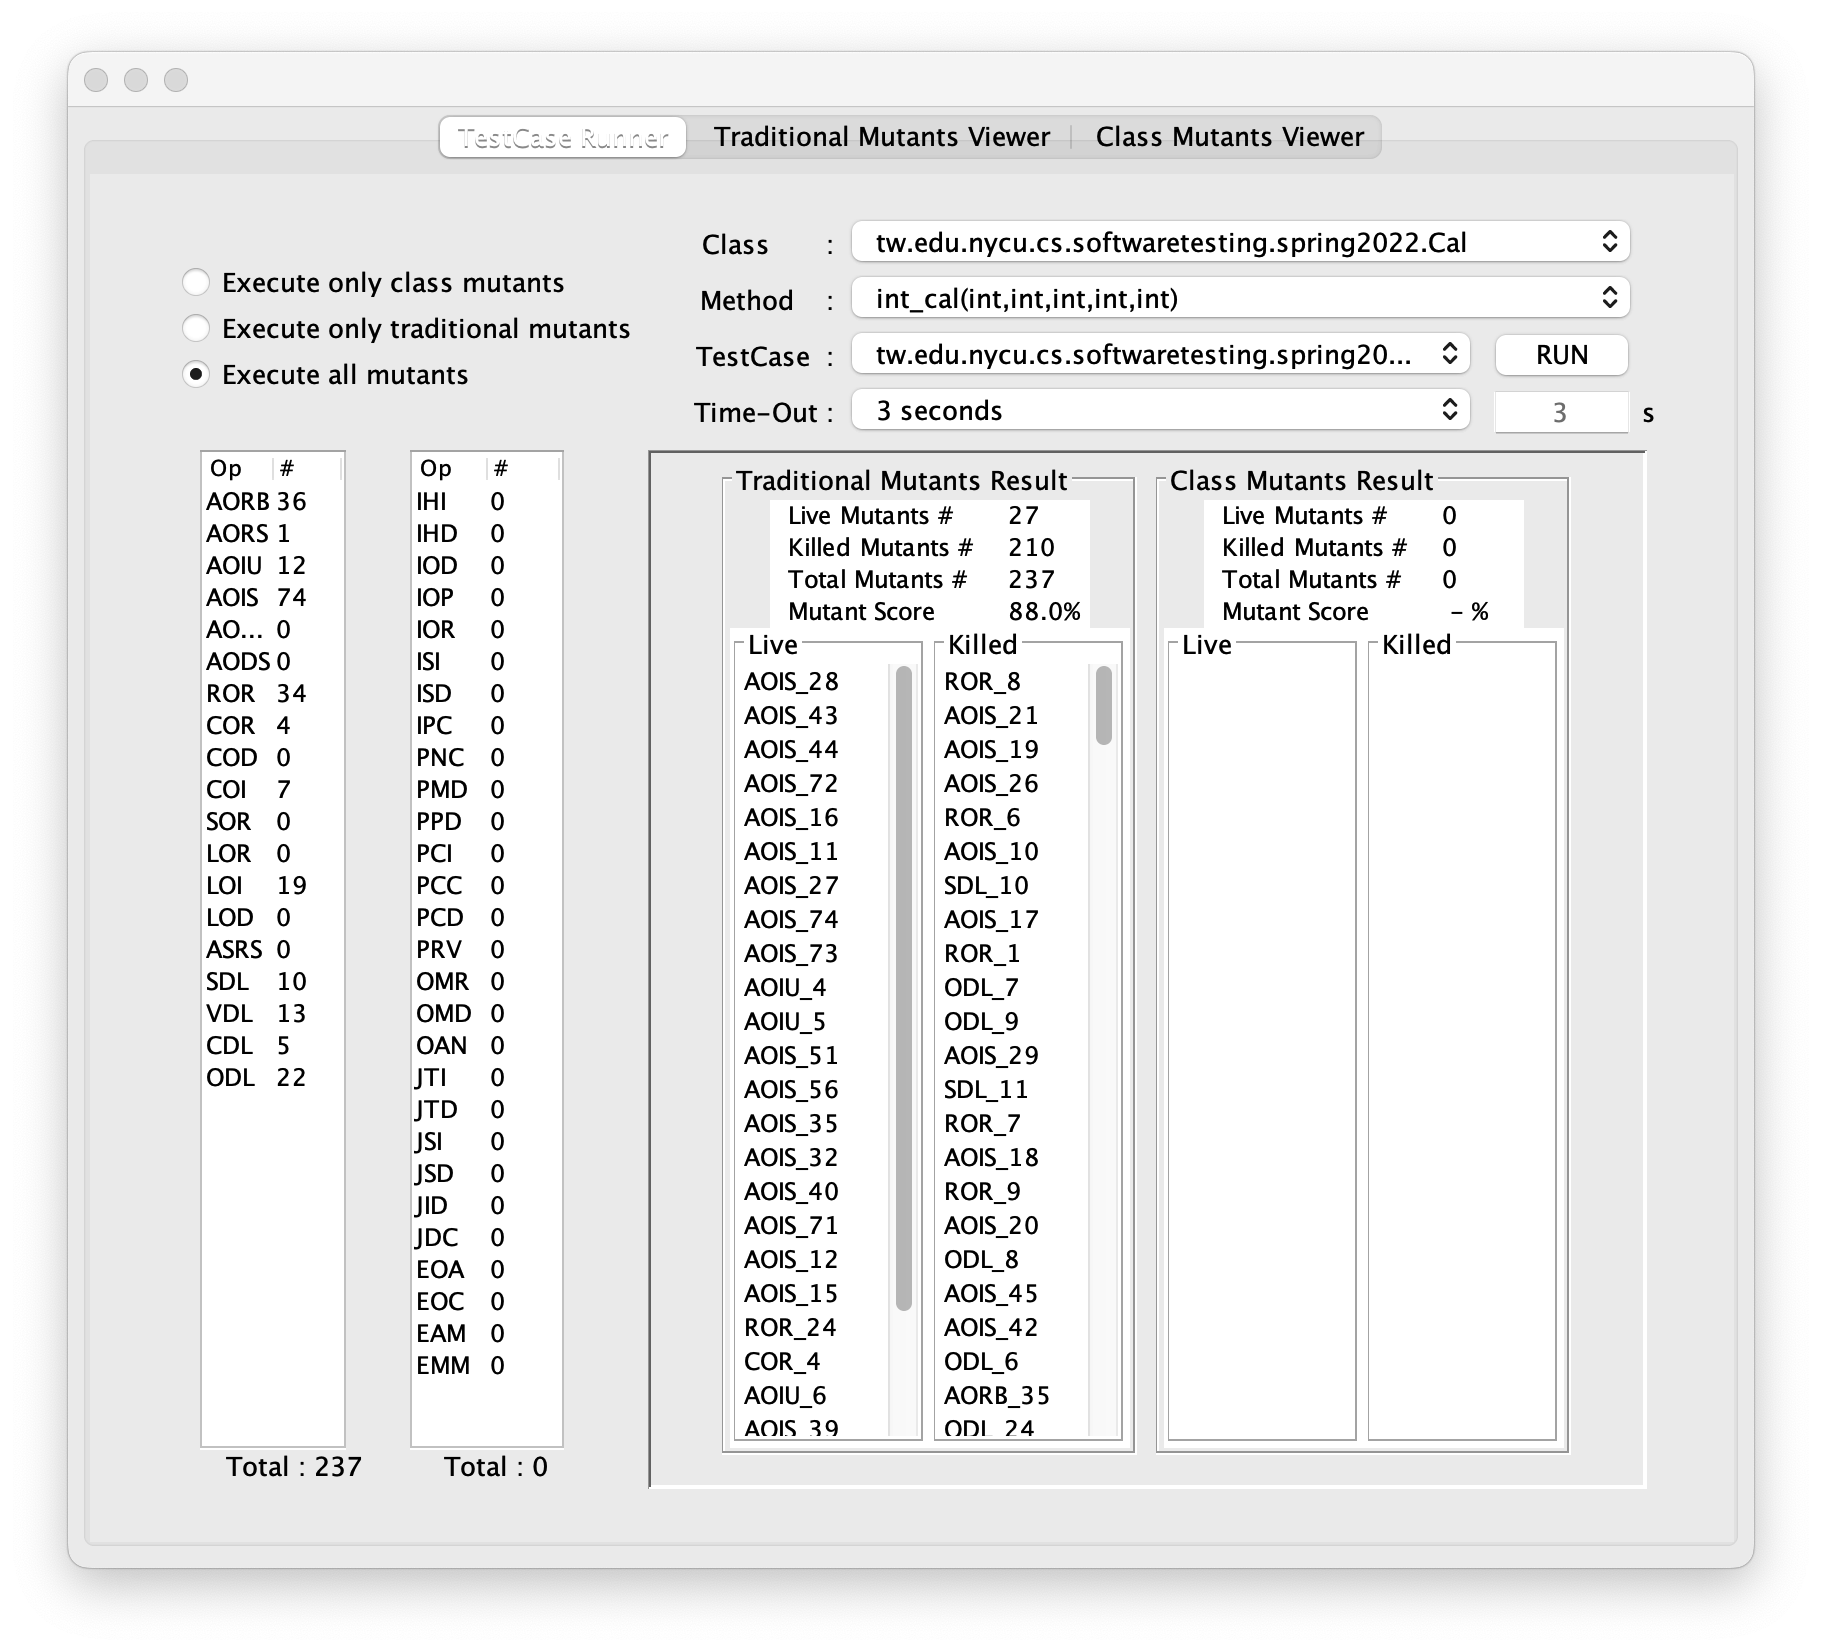 TestCase Runner
Traditional Mutants Viewer
Class Mutants Viewer
Execute only class mutants
Execute only traditional mutants
Execute all mutants
Class : tw.edu.nycu.cs.softwaretesting.spring2022.Cal
Method : int_cal(int,int,int,int,int)
TestCase : tw.edu.nycu.cs.softwaretesting.spring20... RUN
Time-Out : 3 seconds 3 s
Op #
AORB 36
AORS 1
AOIU 12
AOIS 74
AO... 0
AODS 0
ROR 34
COR 4
COD 0
COI 7
SOR 0
LOR 0
LOI 19
LOD 0
ASRS 0
SDL 10
VDL 13
CDL 5
ODL 22
Total : 237
Op #
IHI 0
IHD 0
IOD 0
IOP 0
IOR 0
ISI 0
ISD 0
IPC 0
PNC 0
PMD 0
PPD 0
PCI 0
PCC 0
PCD 0
PRV 0
OMR 0
OMD 0
OAN 0
JTI 0
JTD 0
JSI 0
JSD 0
JID 0
JDC 0
EOA 0
EOC 0
EAM 0
EMM 0
Total : 0
Traditional Mutants Result
Live Mutants # 27
Killed Mutants # 210
Total Mutants # 237
Mutant Score 88.0%
Live
AOIS_28
AOIS_43
AOIS_44
AOIS_72
AOIS_16
AOIS_11
AOIS_27
AOIS_74
AOIS_73
AOIU_4
AOIU_5
AOIS_51
AOIS_56
AOIS_35
AOIS_32
AOIS_40
AOIS_71
AOIS_12
AOIS_15
ROR_24
COR_4
AOIU_6
AOIS_39
Killed
ROR_8
AOIS_21
AOIS_19
AOIS_26
ROR_6
AOIS_10
SDL_10
AOIS_17
ROR_1
ODL_7
ODL_9
AOIS_29
SDL_11
ROR_7
AOIS_18
ROR_9
AOIS_20
ODL_8
AOIS_45
AOIS_42
ODL_6
AORB_35
ODL_24
Class Mutants Result
Live Mutants # 0
Killed Mutants # 0
Total Mutants # 0
Mutant Score - %
Live
Killed